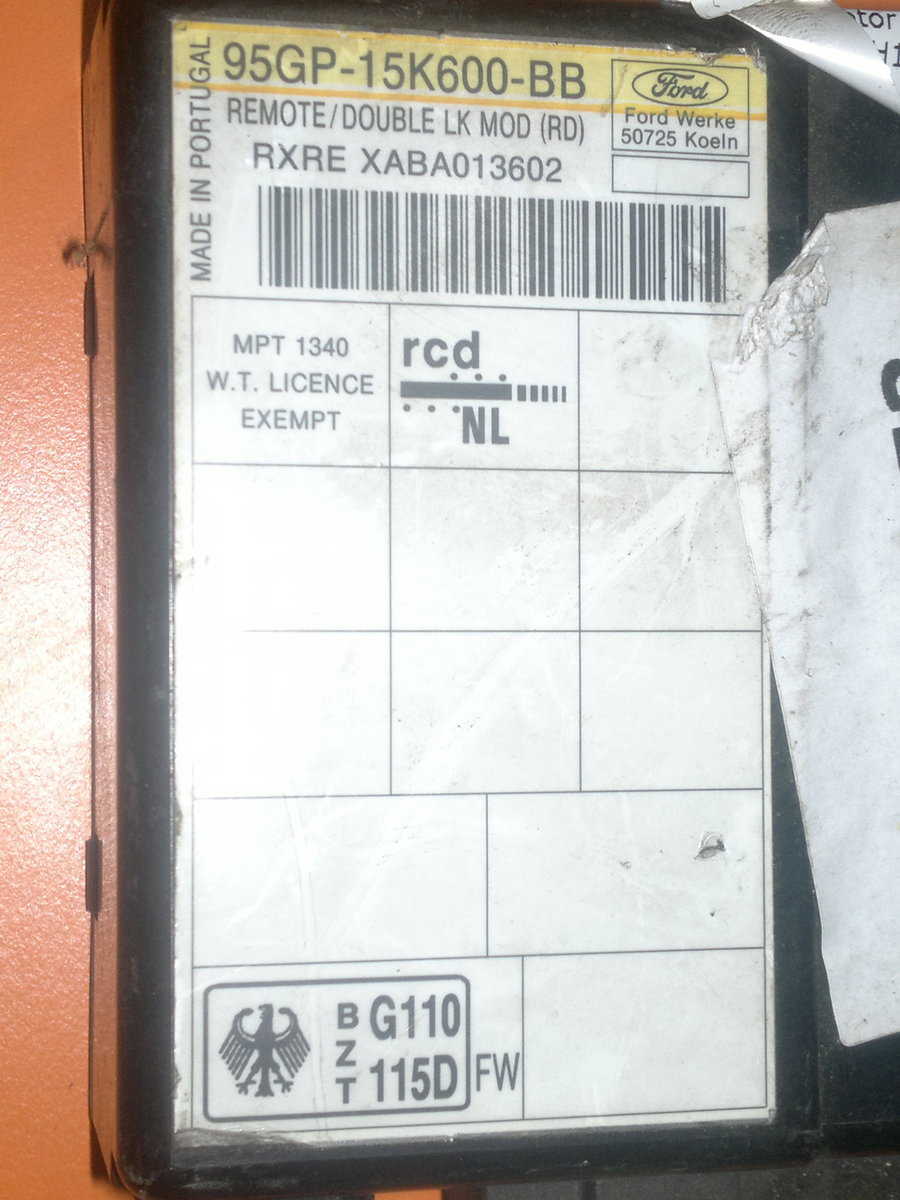 MADE IN PORTUGAL
95GP-15K600-BB
REMOTE/DOUBLE LK MOD (RD)
RXRE XABA013602
Ford
Ford Werke
50725 Koeln
MPT 1340
W.T. LICENCE
EXEMPT
rcd
NL
BZT
G110
115D
FW